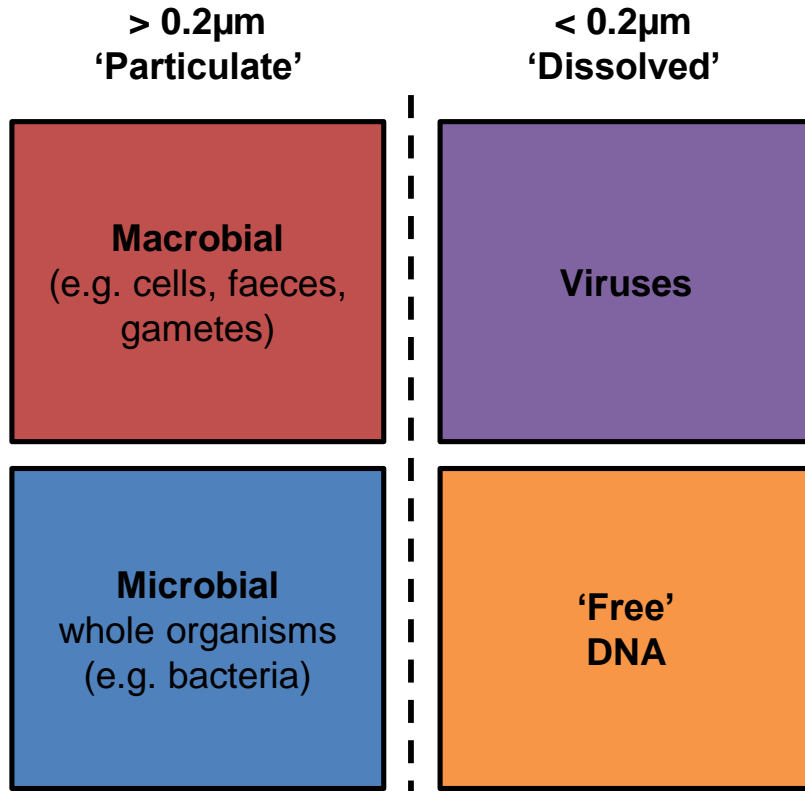 > 0.2µm
‘Particulate’
< 0.2µm
‘Dissolved’
Macrobial
(e.g. cells, faeces,
gametes)
Viruses
Microbial
whole organisms
(e.g. bacteria)
‘Free’
DNA